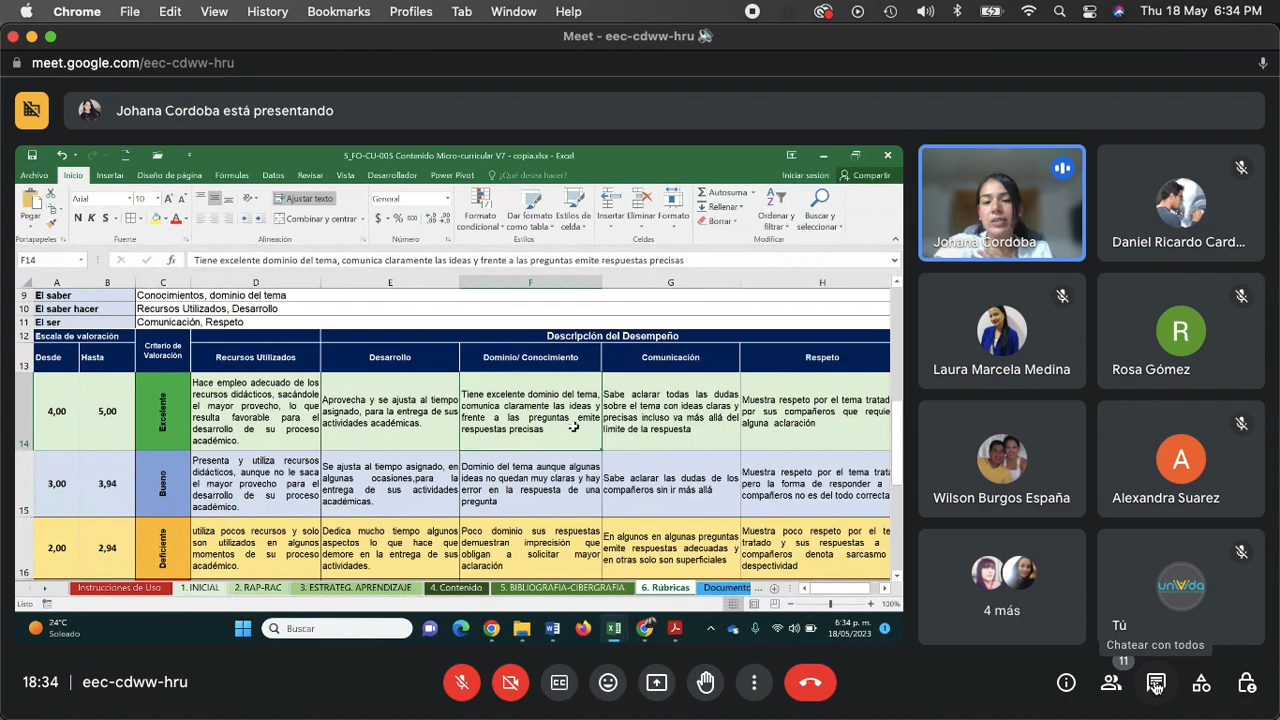 Chrome File Edit View History Bookmarks Profiles Tab Window Help Thu 18 May 6:34 PM
Meet - eec-cdww-hru
meet.google.com/eec-cdww-hru
Johana Cordoba está presentando
5_FO-CU-005 Contenido Micro-curricular V7 - copia.xlsx - Excel
Archivo Inicio Insertar Diseño de página Fórmulas Datos Revisar Vista Desarrollador Power Pivot ¿Qué desea hacer? Iniciar sesión Compartir
Pegar
Arial 10
N K S
Ajustar texto
Combinar y centrar
General
$ % 000
Formato condicional
Dar formato como tabla
Estilos de celda
Insertar Eliminar Formato
Autosuma
Rellenar
Borrar
Ordenar y filtrar
Buscar y seleccionar
Portapapeles Fuente Alineación Número Estilos Celdas Modificar
F14 fx Tiene excelente dominio del tema, comunica claramente las ideas y frente a las preguntas emite respuestas precisas
A B C D E F G H
9 El saber Conocimientos, dominio del tema
10 El saber hacer Recursos Utilizados, Desarrollo
11 El ser Comunicación, Respeto
12 Escala de valoración Criterio de Valoración Descripción del Desempeño
13 Desde Hasta Recursos Utilizados Desarrollo Dominio/ Conocimiento Comunicación Respeto
14
4,00 5,00 Excelente
Hace empleo adecuado de los
recursos didácticos, sacándole
el mayor provecho, lo que
resulta favorable para el
desarrollo de su proceso
académico.
Aprovecha y se ajusta al tiempo
asignado, para la entrega de sus
actividades académicas.
Tiene excelente dominio del tema,
comunica claramente las ideas y
frente a las preguntas emite
respuestas precisas
Sabe aclarar todas las dudas
sobre el tema con ideas claras y
precisas incluso va más allá del
límite de la respuesta
Muestra respeto por el tema tratado
por sus compañeros que requie
alguna aclaración
15
3,00 3,94 Bueno
Presenta y utiliza recursos
didácticos, aunque no le saca
el mayor provecho para el
desarrollo de su proceso
académico.
Se ajusta al tiempo asignado, en
algunas ocasiones,para la
entrega de sus actividades
académicas.
Dominio del tema aunque algunas
ideas no quedan muy claras y hay
error en la respuesta de una
pregunta
Sabe aclarar las dudas de los
compañeros sin ir más allá
Muestra respeto por el tema trata
pero la forma de responder a
compañeros no es del todo correcta
16
2,00 2,94 Deficiente
utiliza pocos recursos y solo
son utilizados en algunos
momentos de su proceso
académico.
Dedica mucho tiempo algunos
aspectos lo que hace que
demore en la entrega de sus
actividades.
Poco dominio sus respuestas
demuestran imprecisión que
obligan a solicitar mayor
aclaración
En algunos en algunas preguntas
emite respuestas adecuadas y
en otras solo son superficiales
Muestra poco respeto por el te
tratado y sus respuestas a
compañeros denota sarcasmo
despectividad
Instrucciones de Uso 1. INICIAL 2. RAP-RAC 3. ESTRATEG. APRENDIZAJE 4. Contenido 5. BIBLIOGRAFIA-CIBERGRAFIA 6. Rúbricas Documento ...
Listo 100%
24°C
Soleado
Buscar
6:34 p. m.
18/05/2023
Johana Cordoba
Daniel Ricardo Card...
Laura Marcela Medina
R
Rosa Gómez
Wilson Burgos España
A
Alexandra Suarez
4 más
univida
Tú
Chatear con todos
18:34 | eec-cdww-hru
11